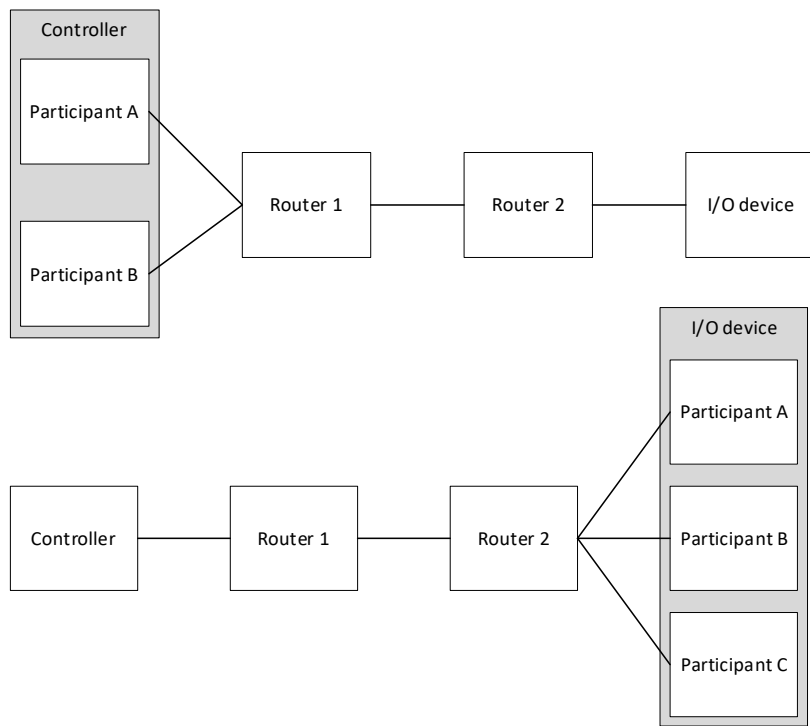 Controller
Participant A
Router 1
Router 2
I/O device
Participant B
I/O device
Participant A
Controller
Router 1
Router 2
Participant B
Participant C